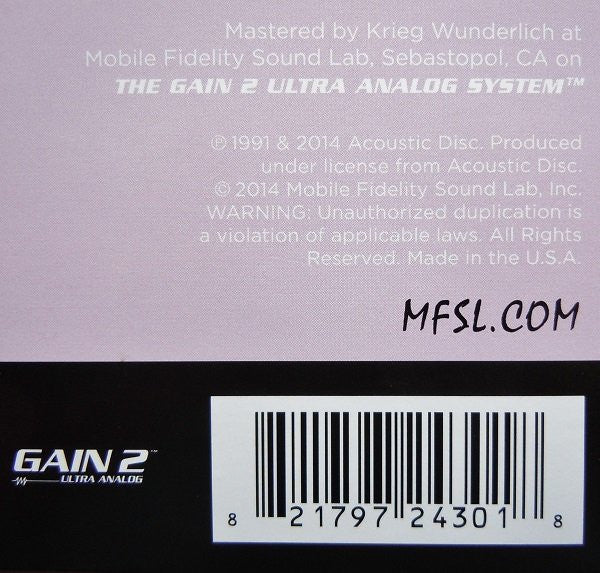 Mastered by Krieg Wunderlich at
Mobile Fidelity Sound Lab, Sebastopol, CA on
THE GAIN 2 ULTRA ANALOG SYSTEM™
℗ 1991 & 2014 Acoustic Disc. Produced
under license from Acoustic Disc.
© 2014 Mobile Fidelity Sound Lab, Inc.
WARNING: Unauthorized duplication is
a violation of applicable laws. All Rights
Reserved. Made in the U.S.A.
MFSL.COM
GAIN 2™
ULTRA ANALOG
8 21797 24301 8